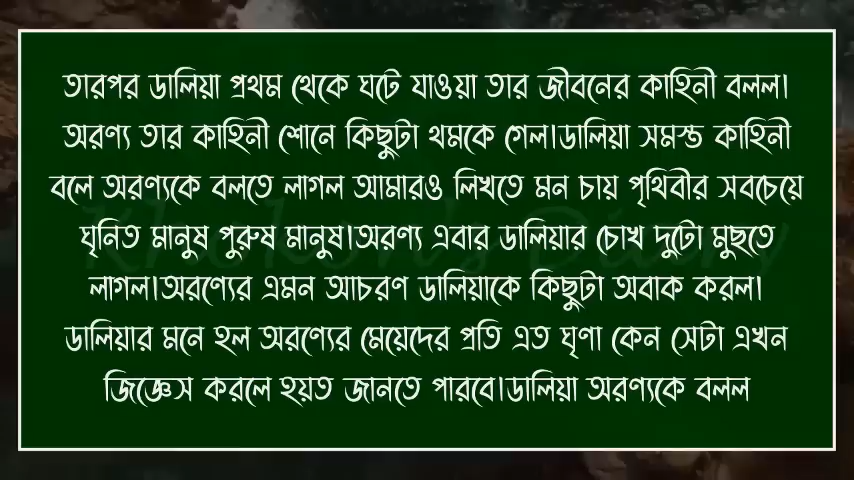 তারপর ডালিয়া প্রথম থেকে ঘটে যাওয়া তার জীবনের কাহিনী বলল।
অরণ্য তার কাহিনী শোনে কিছুটা থমকে গেল।ডালিয়া সমস্ত কাহিনী
বলে অরণ্যকে বলতে লাগল আমারও লিখতে মন চায় পৃথিবীর সবচেয়ে
ঘৃনিত মানুষ পুরুষ মানুষ।অরণ্য এবার ডালিয়ার চোখ দুটো মুছতে
লাগল।অরণ্যের এমন আচরণ ডালিয়াকে কিছুটা অবাক করল।
ডালিয়ার মনে হল অরণ্যের মেয়েদের প্রতি এত ঘৃণা কেন সেটা এখন
জিজ্ঞেস করলে হয়ত জানতে পারবে।ডালিয়া অরণ্যকে বলল